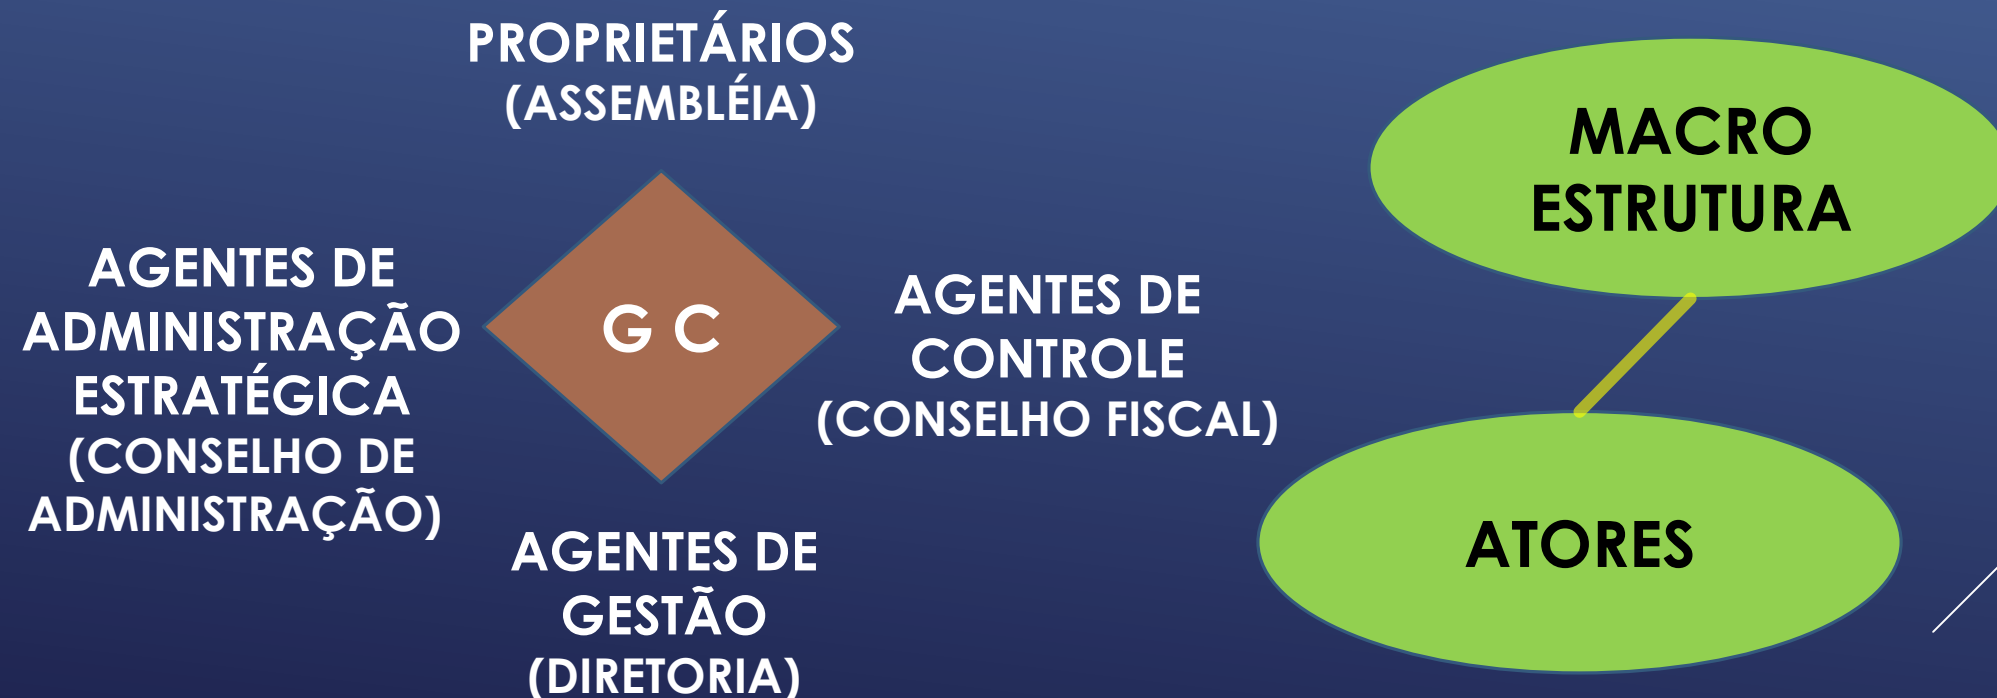 PROPRIETÁRIOS
(ASSEMBLÉIA)
AGENTES DE
ADMINISTRAÇÃO
ESTRATÉGICA
(CONSELHO DE
ADMINISTRAÇÃO)
G C
AGENTES DE
CONTROLE
(CONSELHO FISCAL)
AGENTES DE
GESTÃO
(DIRETORIA)
MACRO
ESTRUTURA
ATORES